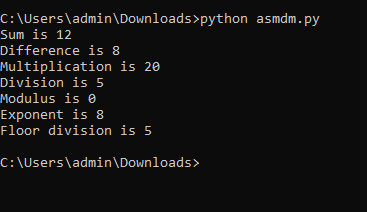 C:\Users\admin\Downloads>python asmdm.py
Sum is 12
Difference is 8
Multiplication is 20
Division is 5
Modulus is 0
Exponent is 8
Floor division is 5
C:\Users\admin\Downloads>